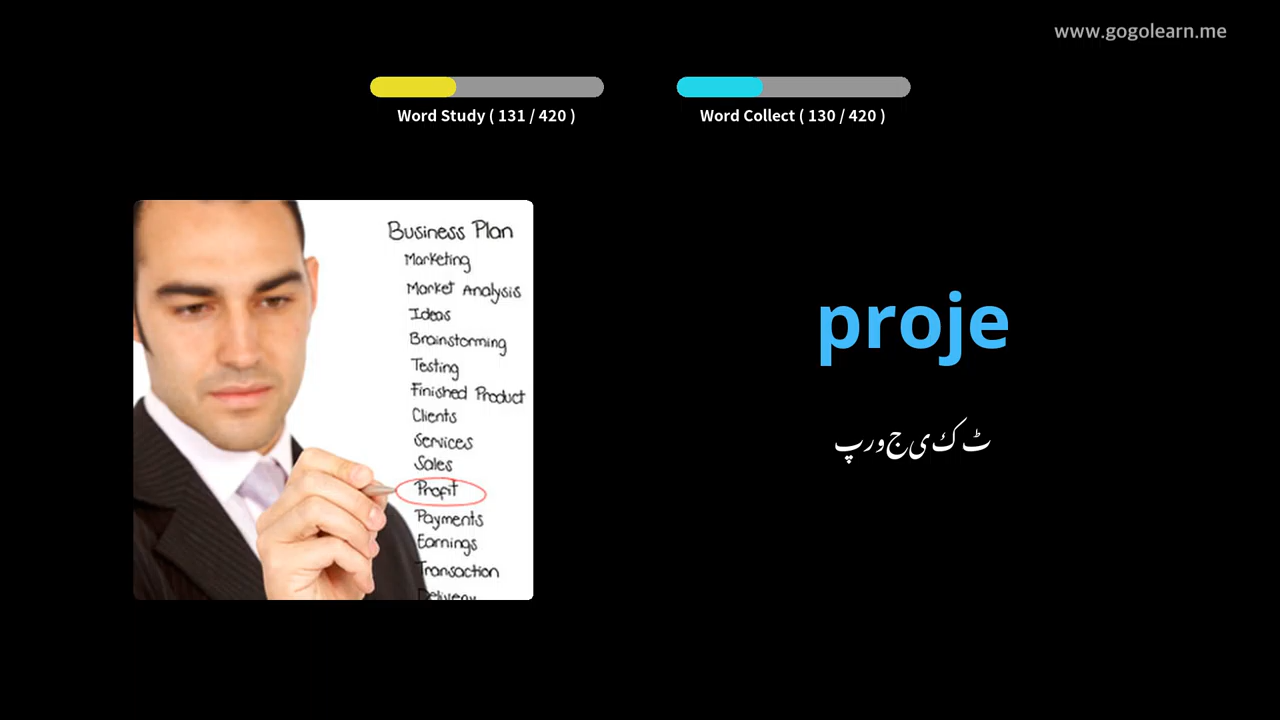 www.gogolearn.me
Word Study ( 131 / 420 )
Word Collect ( 130 / 420 )
Business Plan
Marketing
Market Analysis
Ideas
Brainstorming
Testing
Finished Product
Clients
Services
Sales
Profit
Payments
Earnings
Transaction
Delivery
proje
ٹ ک ی ج و ر پ